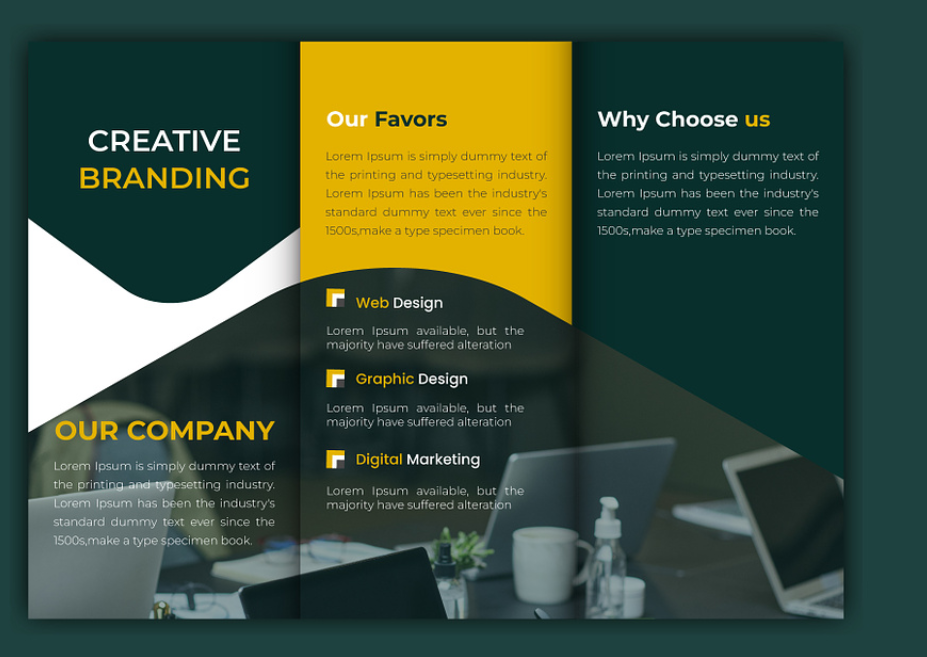 CREATIVE
BRANDING
OUR COMPANY
Lorem Ipsum is simply dummy text of
the printing and typesetting industry.
Lorem Ipsum has been the industry's
standard dummy text ever since the
1500s,make a type specimen book.
Our Favors
Lorem Ipsum is simply dummy text of
the printing and typesetting industry.
Lorem Ipsum has been the industry's
standard dummy text ever since the
1500s,make a type specimen book.
Web Design
Lorem Ipsum available, but the
majority have suffered alteration
Graphic Design
Lorem Ipsum available, but the
majority have suffered alteration
Digital Marketing
Lorem Ipsum available, but the
majority have suffered alteration
Why Choose us
Lorem Ipsum is simply dummy text of
the printing and typesetting industry.
Lorem Ipsum has been the industry's
standard dummy text ever since the
1500s,make a type specimen book.